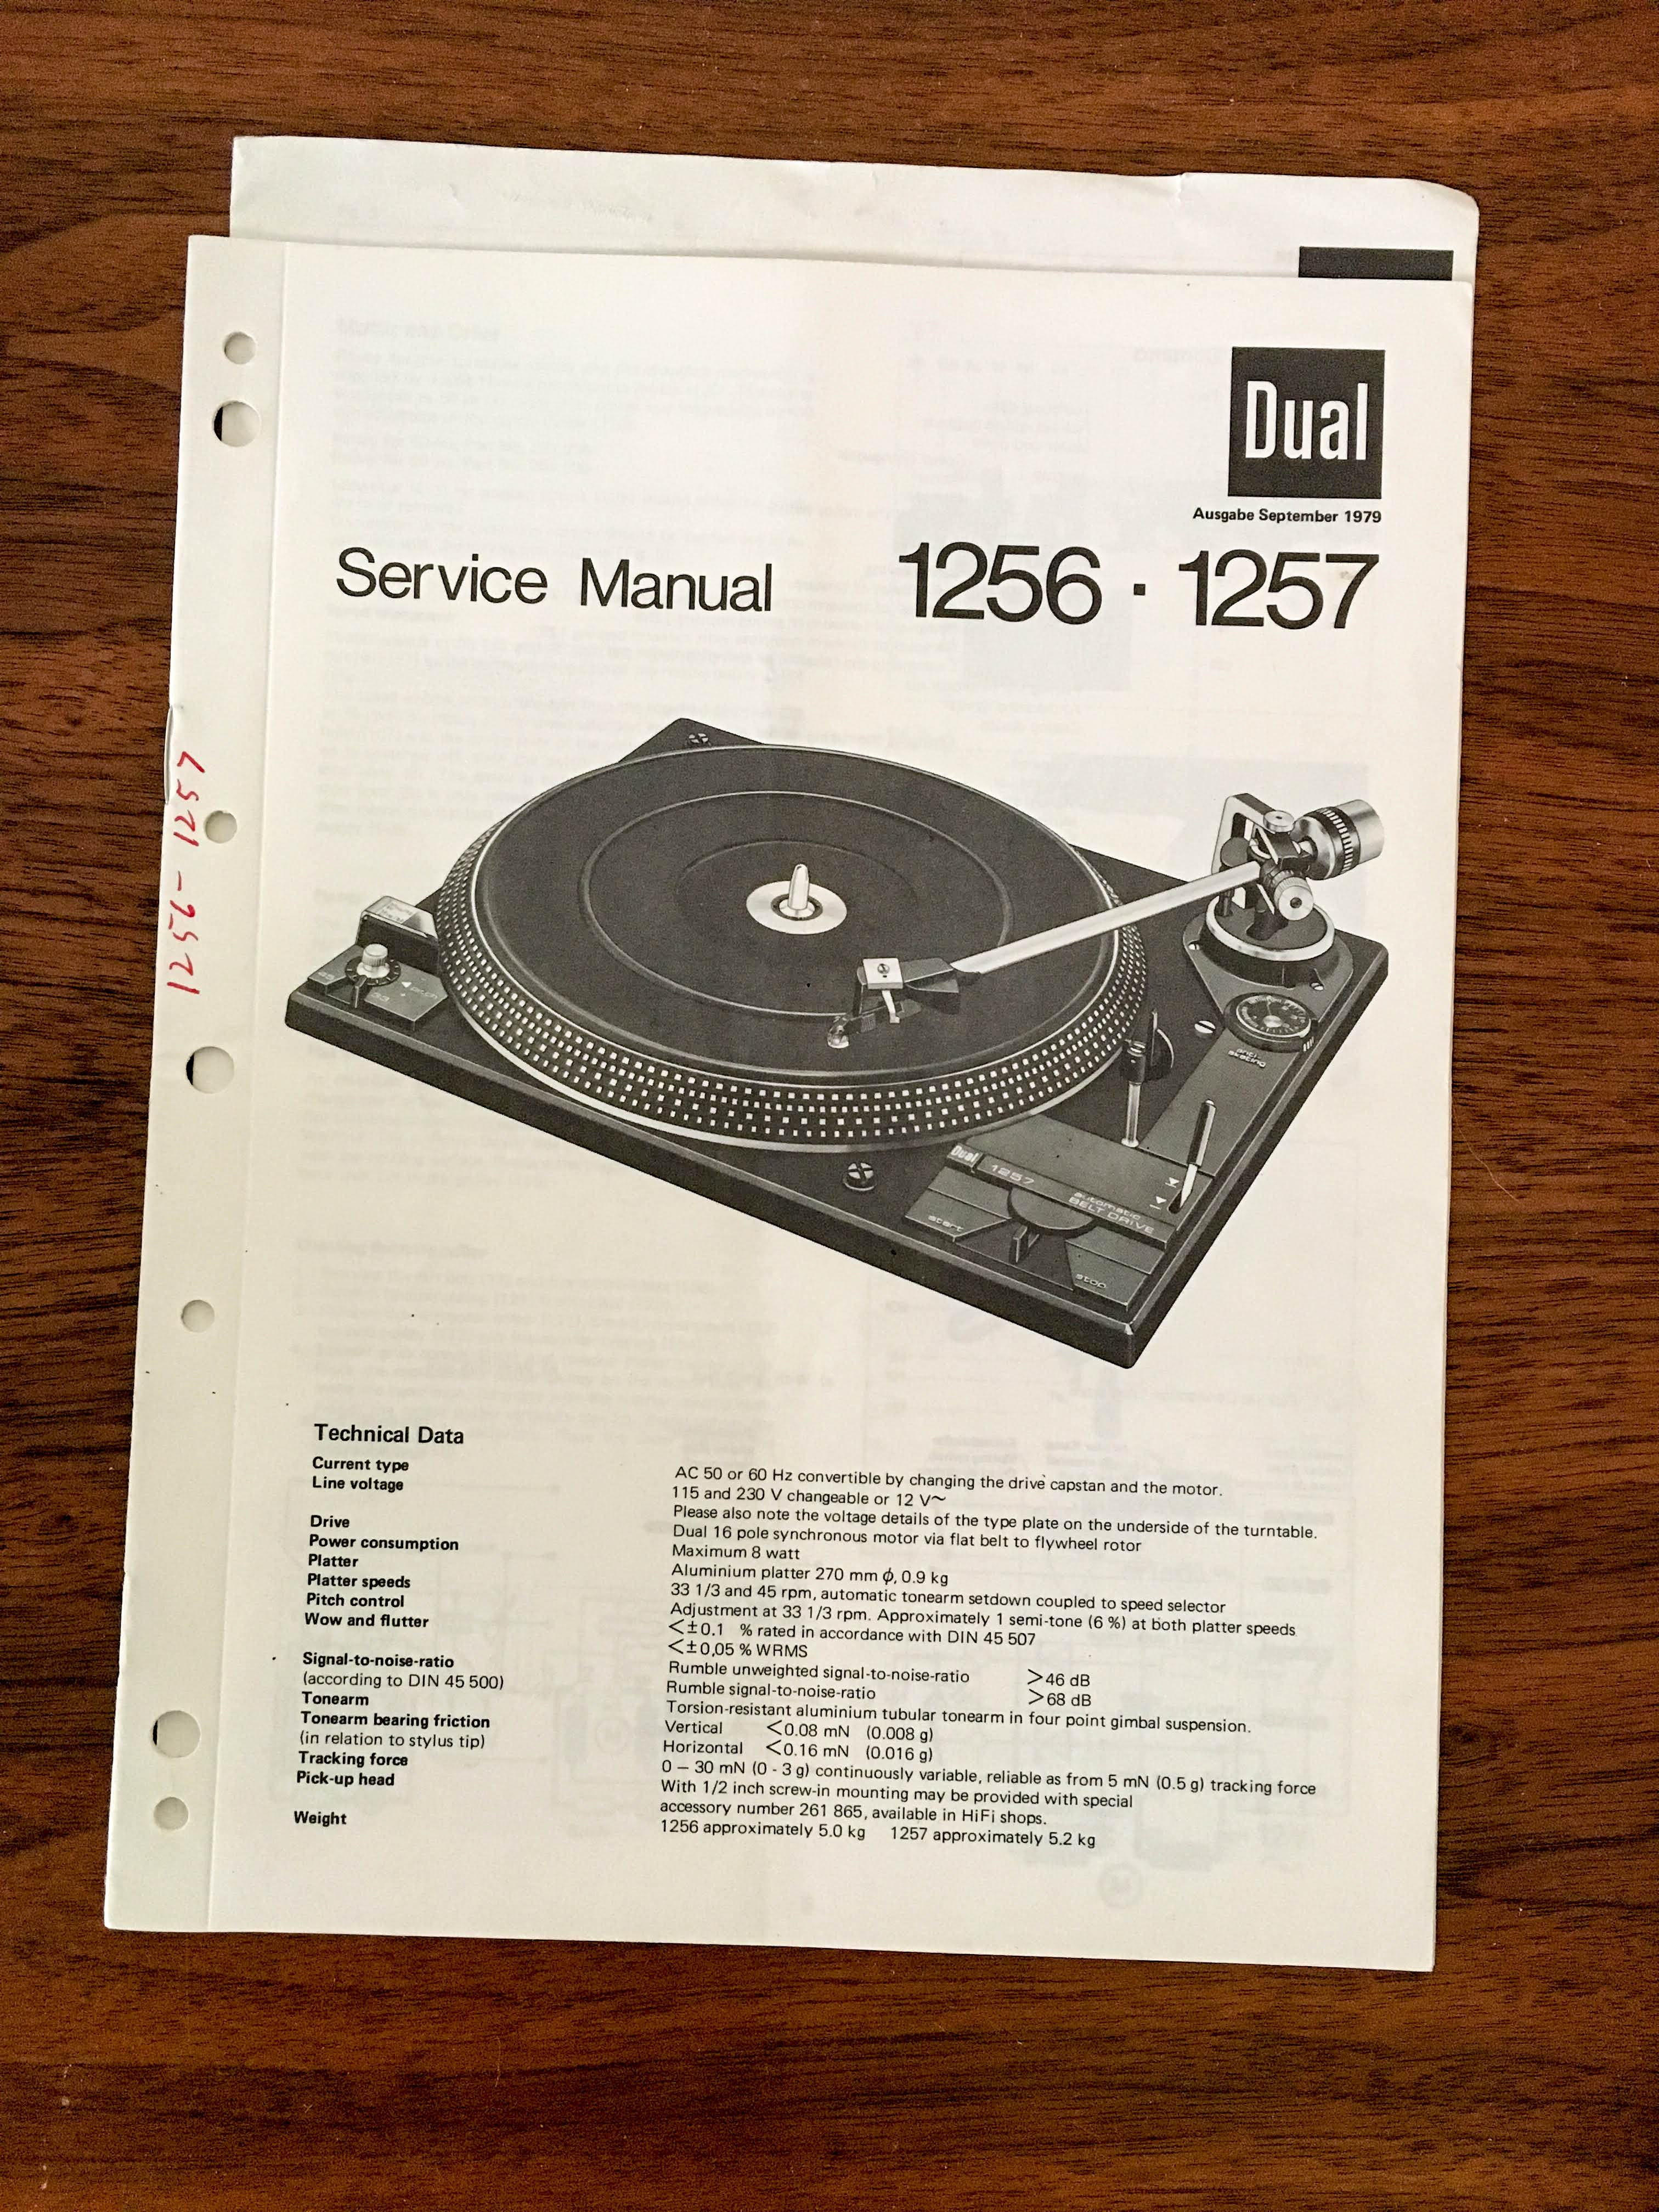 Dual
Ausgabe September 1979
Service Manual 1256 · 1257
1256-1257
anti-
skating
Dual 1257
automatic
BELT DRIVE
start
stop
Technical Data
Current type AC 50 or 60 Hz convertible by changing the drive capstan and the motor.
Line voltage 115 and 230 V changeable or 12 V~
Please also note the voltage details of the type plate on the underside of the turntable.
Drive Dual 16 pole synchronous motor via flat belt to flywheel rotor
Power consumption Maximum 8 watt
Platter Aluminium platter 270 mm ϕ, 0.9 kg
Platter speeds 33 1/3 and 45 rpm, automatic tonearm setdown coupled to speed selector
Pitch control Adjustment at 33 1/3 rpm. Approximately 1 semi-tone (6 %) at both platter speeds
Wow and flutter <±0.1 % rated in accordance with DIN 45 507
<±0,05 % WRMS
Signal-to-noise-ratio Rumble unweighted signal-to-noise-ratio >46 dB
(according to DIN 45 500) Rumble signal-to-noise-ratio >68 dB
Tonearm Torsion-resistant aluminium tubular tonearm in four point gimbal suspension.
Tonearm bearing friction Vertical <0.08 mN (0.008 g)
(in relation to stylus tip) Horizontal <0.16 mN (0.016 g)
Tracking force 0 – 30 mN (0 - 3 g) continuously variable, reliable as from 5 mN (0.5 g) tracking force
Pick-up head With 1/2 inch screw-in mounting may be provided with special
accessory number 261 865, available in HiFi shops.
Weight 1256 approximately 5.0 kg 1257 approximately 5.2 kg